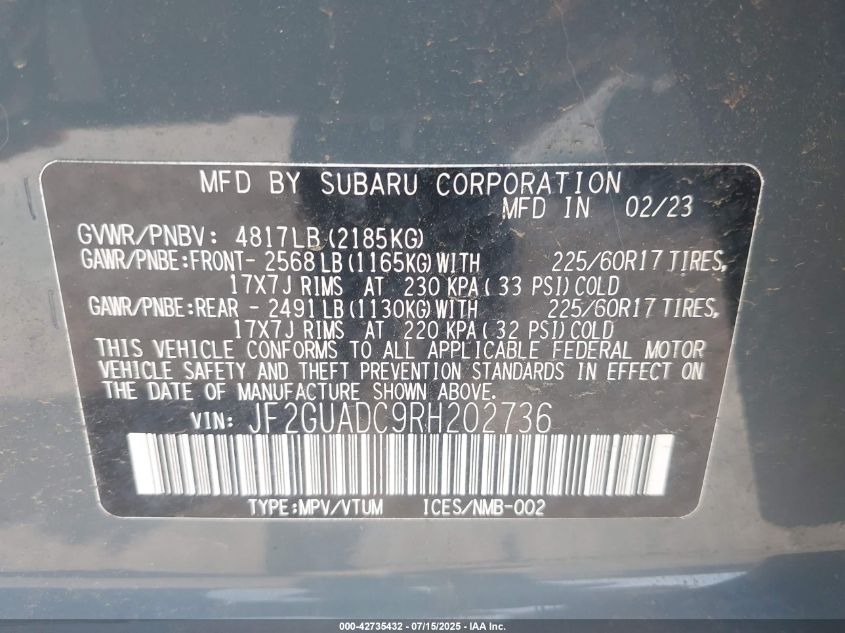 MFD BY SUBARU CORPORATION
MFD IN 02/23
GVWR/PNBV: 4817LB(2185KG)
GAWR/PNBE:FRONT- 2568LB(1165KG)WITH 225/60R17 TIRES,
17X7J RIMS AT 230 KPA( 33 PSI)COLD
GAWR/PNBE:REAR - 2491LB(1130KG)WITH 225/60R17 TIRES,
17X7J RIMS AT 220 KPA( 32 PSI)COLD
THIS VEHICLE CONFORMS TO ALL APPLICABLE FEDERAL MOTOR
VEHICLE SAFETY AND THEFT PREVENTION STANDARDS IN EFFECT ON
THE DATE OF MANUFACTURE SHOWN ABOVE.
VIN: JF2GUADC9RH202736
TYPE:MPV/VTUM ICES/NMB-002
000-42735432 - 07/15/2025 - IAA Inc.